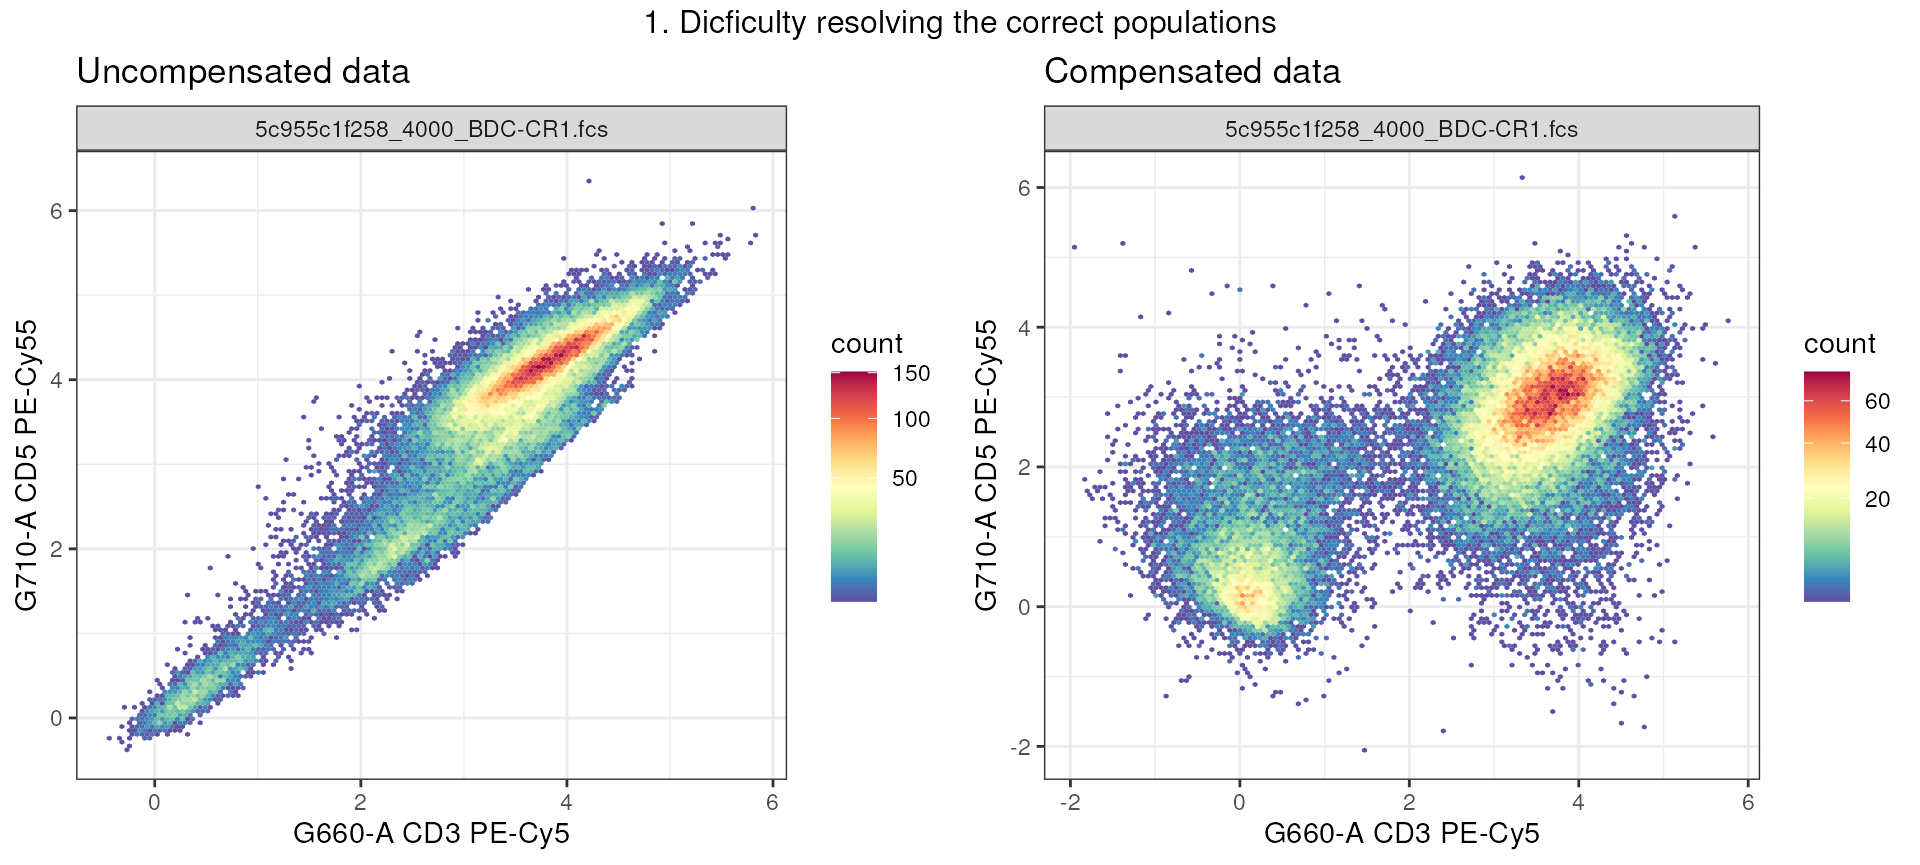 1. Dicficulty resolving the correct populations
Uncompensated data
5c955c1f258_4000_BDC-CR1.fcs
G710-A CD5 PE-Cy55
6
4
2
0
0
2
4
6
G660-A CD3 PE-Cy5
count
150
100
50
Compensated data
5c955c1f258_4000_BDC-CR1.fcs
G710-A CD5 PE-Cy55
6
4
2
0
-2
-2
0
2
4
6
G660-A CD3 PE-Cy5
count
60
40
20